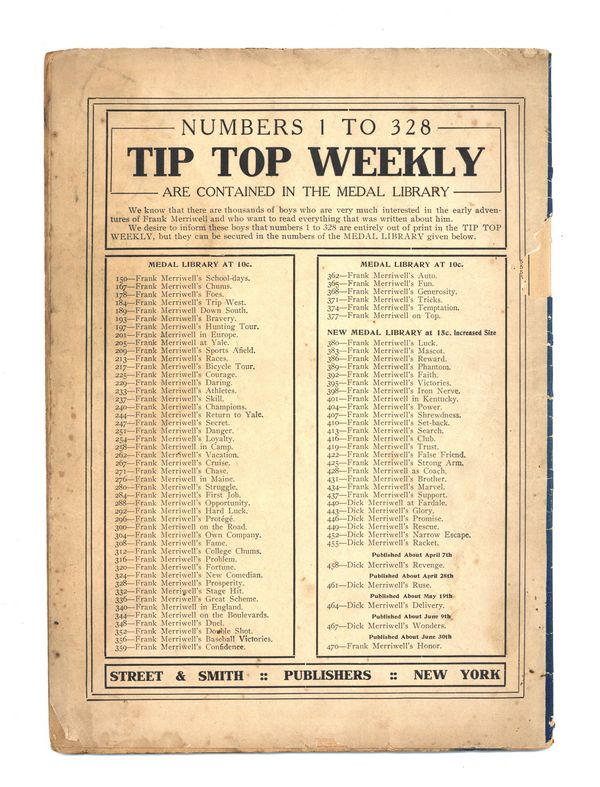 NUMBERS 1 TO 328
TIP TOP WEEKLY
ARE CONTAINED IN THE MEDAL LIBRARY
We know that there are thousands of boys who are very much interested in the early adven-
tures of Frank Merriwell and who want to read everything that was written about him.
We desire to inform these boys that numbers 1 to 328 are entirely out of print in the TIP TOP
WEEKLY, but they can be secured in the numbers of the MEDAL LIBRARY given below.
MEDAL LIBRARY AT 10c.
150—Frank Merriwell's School-days.
167—Frank Merriwell's Chums.
178—Frank Merriwell's Foes.
184—Frank Merriwell's Trip West.
189—Frank Merriwell Down South.
193—Frank Merriwell's Bravery.
197—Frank Merriwell's Hunting Tour.
201—Frank Merriwell in Europe.
205—Frank Merriwell at Yale.
209—Frank Merriwell's Sports Afield.
213—Frank Merriwell's Races.
217—Frank Merriwell's Bicycle Tour.
225—Frank Merriwell's Courage.
229—Frank Merriwell's Daring.
233—Frank Merriwell's Athletes.
237—Frank Merriwell's Skill.
240—Frank Merriwell's Champions.
244—Frank Merriwell's Return to Yale.
247—Frank Merriwell's Secret.
251—Frank Merriwell's Danger.
254—Frank Merriwell's Loyalty.
258—Frank Merriwell in Camp.
262—Frank Merriwell's Vacation.
267—Frank Merriwell's Cruise.
271—Frank Merriwell's Chase.
276—Frank Merriwell in Maine.
280—Frank Merriwell's Struggle.
284—Frank Merriwell's First Job.
288—Frank Merriwell's Opportunity.
292—Frank Merriwell's Hard Luck.
296—Frank Merriwell's Protégé.
300—Frank Merriwell on the Road.
304—Frank Merriwell's Own Company.
308—Frank Merriwell's Fame.
312—Frank Merriwell's College Chums.
316—Frank Merriwell's Problem.
320—Frank Merriwell's Fortune.
324—Frank Merriwell's New Comedian.
328—Frank Merriwell's Prosperity.
332—Frank Merriwell's Stage Hit.
336—Frank Merriwell's Great Scheme.
340—Frank Merriwell in England.
344—Frank Merriwell on the Boulevards.
348—Frank Merriwell's Duel.
352—Frank Merriwell's Double Shot.
356—Frank Merriwell's Baseball Victories.
359—Frank Merriwell's Confidence.
MEDAL LIBRARY AT 10c.
362—Frank Merriwell's Auto.
365—Frank Merriwell's Fun.
368—Frank Merriwell's Generosity.
371—Frank Merriwell's Tricks.
374—Frank Merriwell's Temptation.
377—Frank Merriwell on Top.
NEW MEDAL LIBRARY at 15c. Increased Size
380—Frank Merriwell's Luck.
383—Frank Merriwell's Mascot.
386—Frank Merriwell's Reward.
389—Frank Merriwell's Phantom.
392—Frank Merriwell's Faith.
395—Frank Merriwell's Victories.
398—Frank Merriwell's Iron Nerve.
401—Frank Merriwell in Kentucky.
404—Frank Merriwell's Power.
407—Frank Merriwell's Shrewdness.
410—Frank Merriwell's Set-back.
413—Frank Merriwell's Search.
416—Frank Merriwell's Club.
419—Frank Merriwell's Trust.
422—Frank Merriwell's False Friend.
425—Frank Merriwell's Strong Arm.
428—Frank Merriwell as Coach.
431—Frank Merriwell's Brother.
434—Frank Merriwell's Marvel.
437—Frank Merriwell's Support.
440—Dick Merriwell at Fardale.
443—Dick Merriwell's Glory.
446—Dick Merriwell's Promise.
449—Dick Merriwell's Rescue.
452—Dick Merriwell's Narrow Escape.
455—Dick Merriwell's Racket.
Published About April 7th
458—Dick Merriwell's Revenge.
Published About April 28th
461—Dick Merriwell's Ruse.
Published About May 19th
464—Dick Merriwell's Delivery.
Published About June 9th
467—Dick Merriwell's Wonders.
Published About June 30th
470—Frank Merriwell's Honor.
STREET & SMITH :: PUBLISHERS :: NEW YORK